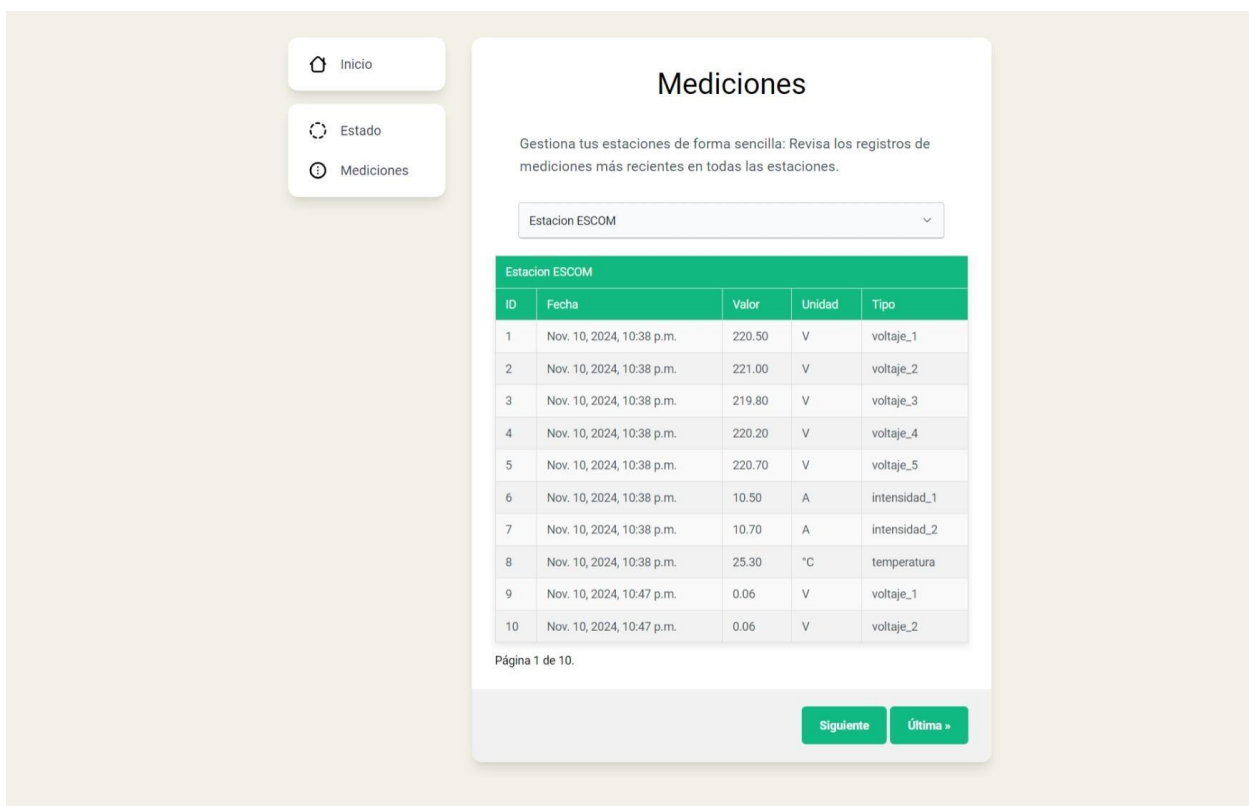 Inicio
Estado
Mediciones
Mediciones
Gestiona tus estaciones de forma sencilla: Revisa los registros de
mediciones más recientes en todas las estaciones.
Estacion ESCOM
Estacion ESCOM
ID Fecha Valor Unidad Tipo
1 Nov. 10, 2024, 10:38 p.m. 220.50 V voltaje_1
2 Nov. 10, 2024, 10:38 p.m. 221.00 V voltaje_2
3 Nov. 10, 2024, 10:38 p.m. 219.80 V voltaje_3
4 Nov. 10, 2024, 10:38 p.m. 220.20 V voltaje_4
5 Nov. 10, 2024, 10:38 p.m. 220.70 V voltaje_5
6 Nov. 10, 2024, 10:38 p.m. 10.50 A intensidad_1
7 Nov. 10, 2024, 10:38 p.m. 10.70 A intensidad_2
8 Nov. 10, 2024, 10:38 p.m. 25.30 °C temperatura
9 Nov. 10, 2024, 10:47 p.m. 0.06 V voltaje_1
10 Nov. 10, 2024, 10:47 p.m. 0.06 V voltaje_2
Página 1 de 10.
Siguiente Última »